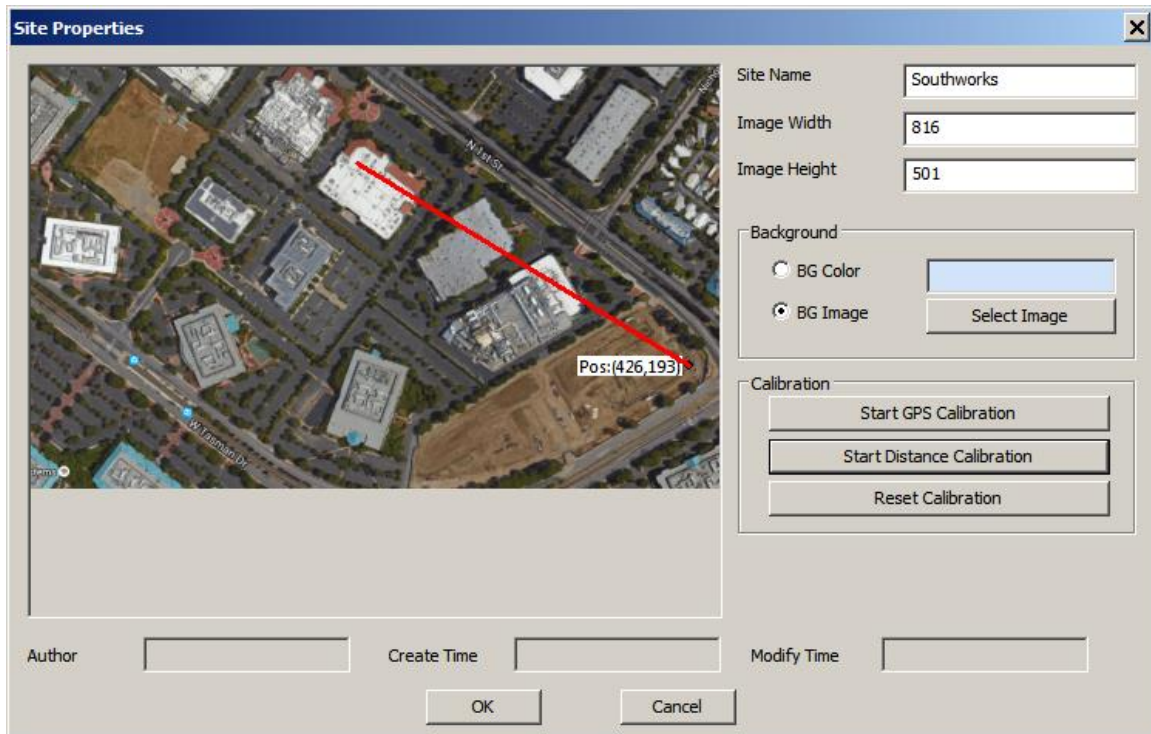 Site Properties
N 1st St
Pos:(426,193)
W Tasman Dr
dems
Site Name
Southworks
Image Width
816
Image Height
501
Background
BG Color
BG Image
Select Image
Calibration
Start GPS Calibration
Start Distance Calibration
Reset Calibration
Author
Create Time
Modify Time
OK
Cancel